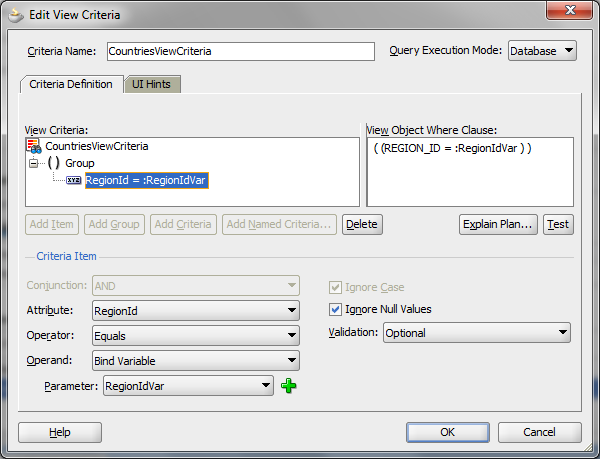 Edit View Criteria
Criteria Name: CountriesViewCriteria Query Execution Mode: Database
Criteria Definition UI Hints
View Criteria: View Object Where Clause:
CountriesViewCriteria ( (REGION_ID = :RegionIdVar ) )
( ) Group
XYZ RegionId = :RegionIdVar
Add Item Add Group Add Criteria Add Named Criteria... Delete Explain Plan... Test
Criteria Item
Conjunction: AND Ignore Case
Attribute: RegionId Ignore Null Values
Operator: Equals Validation: Optional
Operand: Bind Variable
Parameter: RegionIdVar
Help OK Cancel